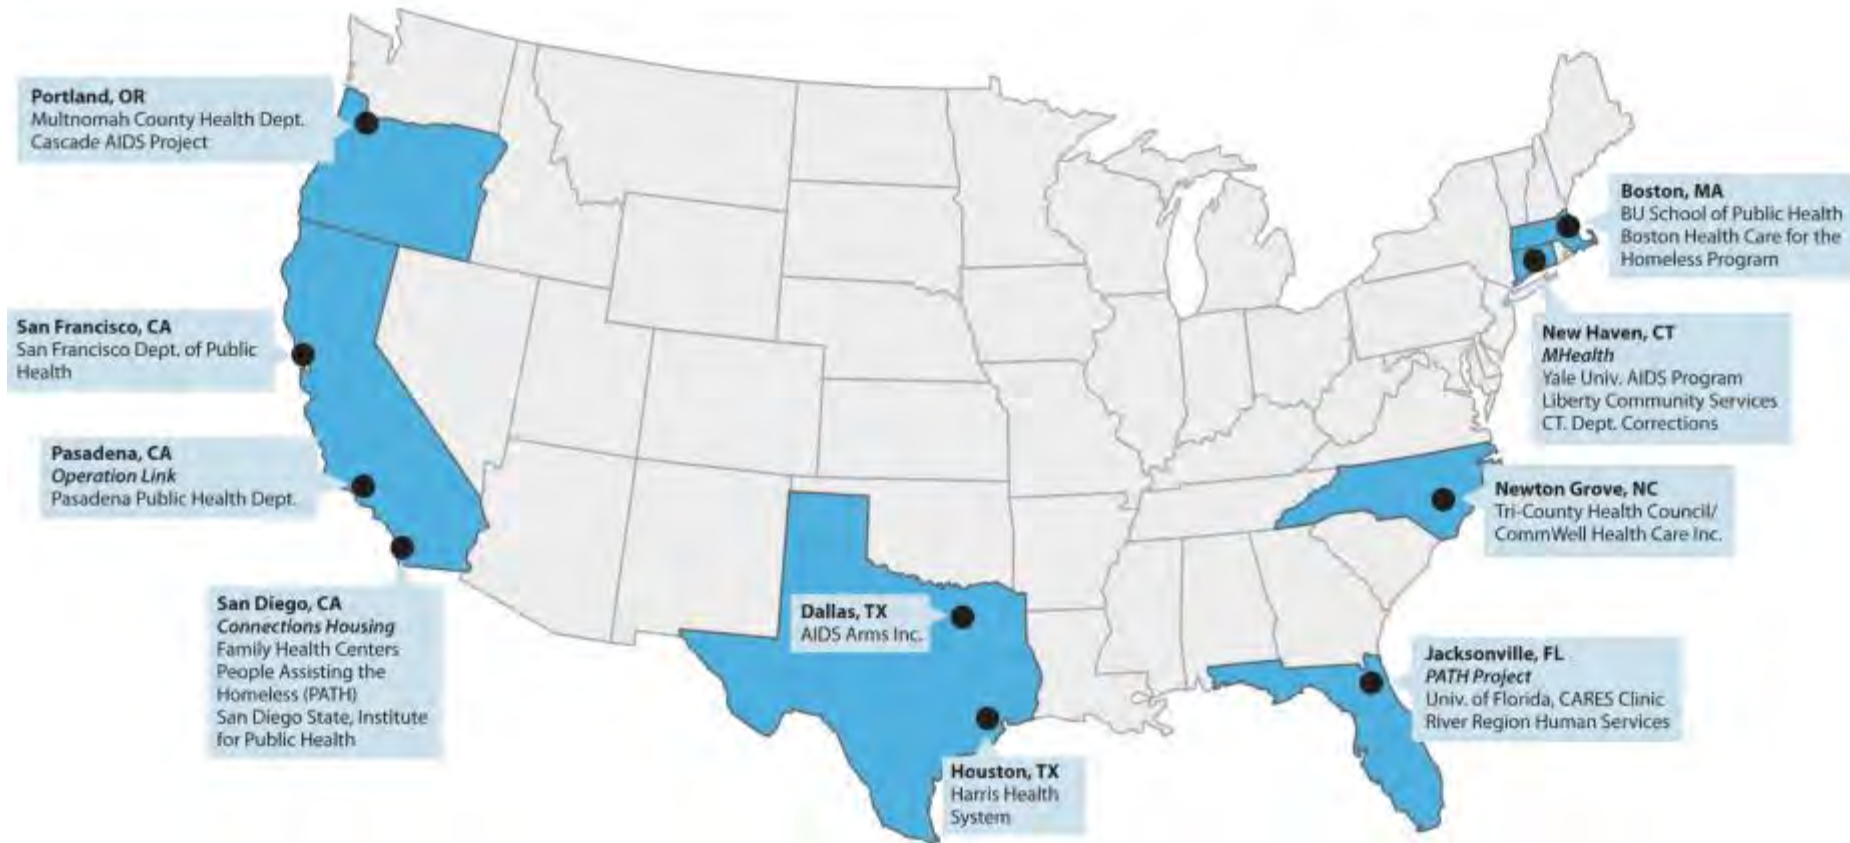 Portland, OR
Multnomah County Health Dept.
Cascade AIDS Project
San Francisco, CA
San Francisco Dept. of Public
Health
Pasadena, CA
Operation Link
Pasadena Public Health Dept.
San Diego, CA
Connections Housing
Family Health Centers
People Assisting the
Homeless (PATH)
San Diego State, Institute
for Public Health
Dallas, TX
AIDS Arms Inc.
Houston, TX
Harris Health
System
Boston, MA
BU School of Public Health
Boston Health Care for the
Homeless Program
New Haven, CT
MHealth
Yale Univ. AIDS Program
Liberty Community Services
CT. Dept. Corrections
Newton Grove, NC
Tri-County Health Council/
CommWell Health Care Inc.
Jacksonville, FL
PATH Project
Univ. of Florida, CARES Clinic
River Region Human Services